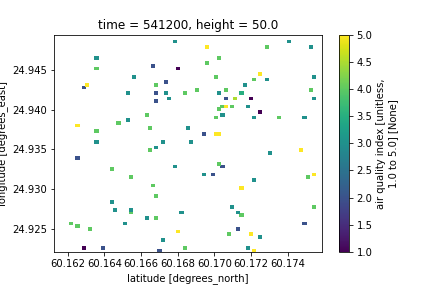 time = 541200, height = 50.0
24.945
24.940
24.935
24.930
24.925
longitude [degrees_east]
60.162 60.164 60.166 60.168 60.170 60.172 60.174
latitude [degrees_north]
5.0
4.5
4.0
3.5
3.0
2.5
2.0
1.5
1.0
air quality index [unitless,
1.0 to 5.0] [None]